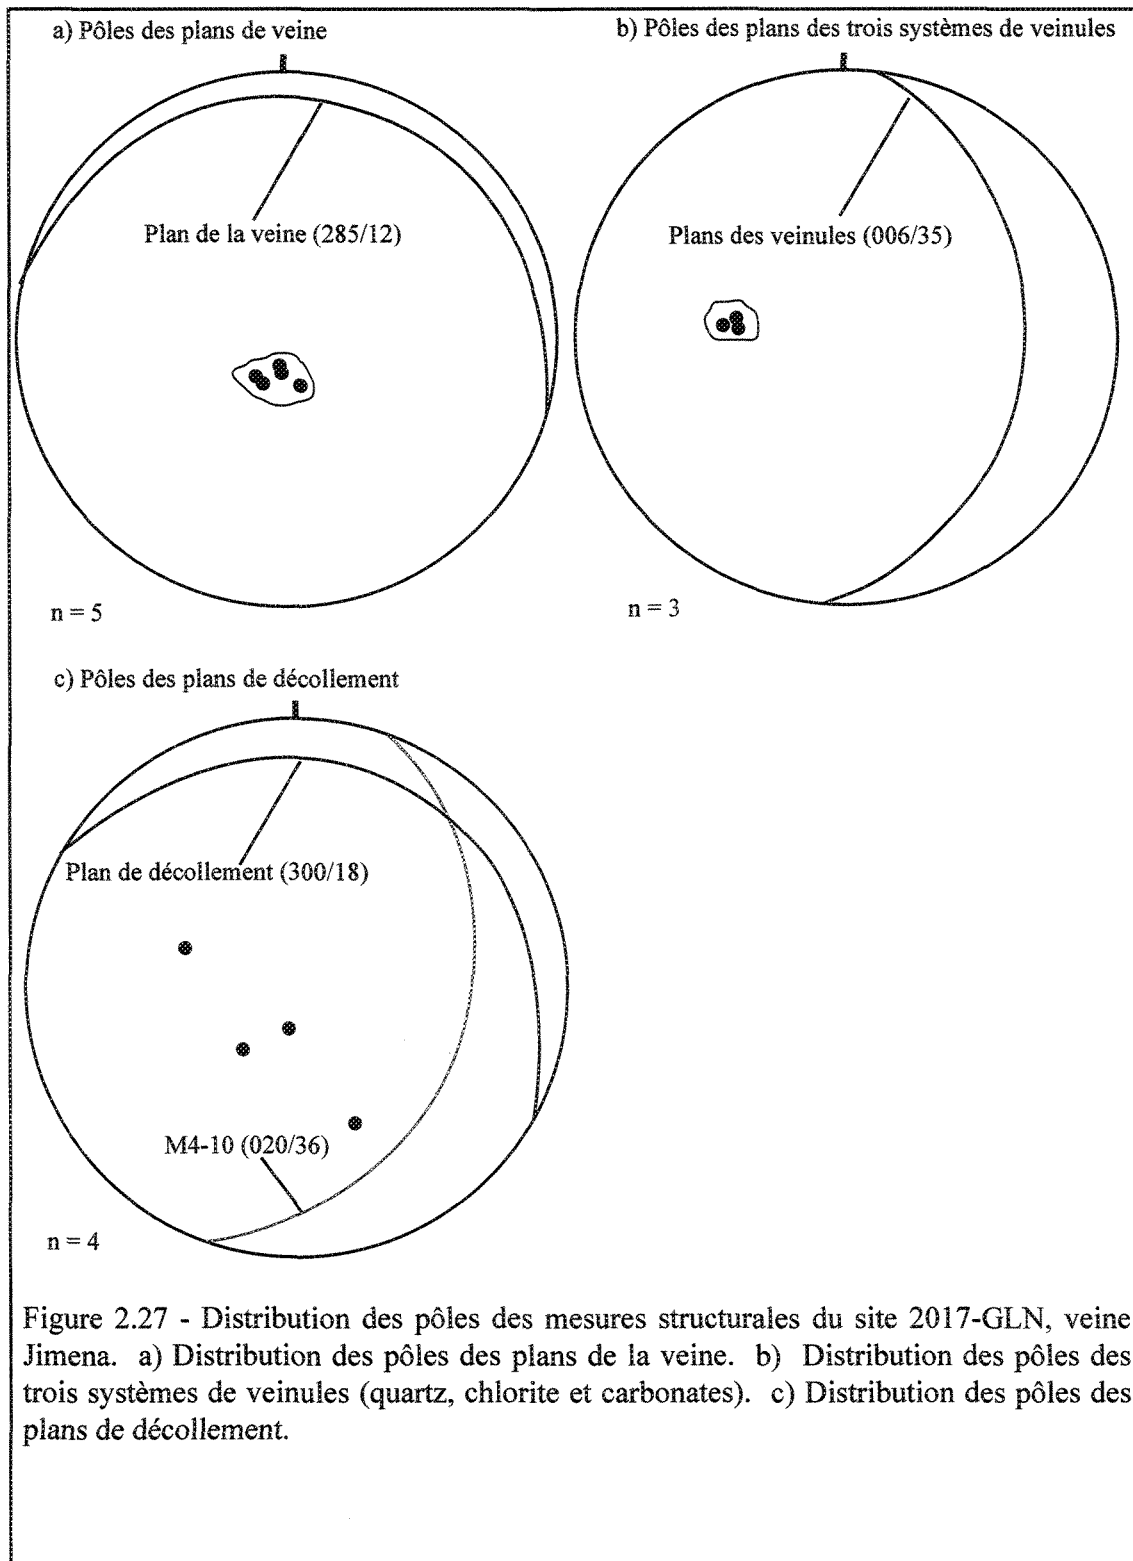 a) Pôles des plans de veine
b) Pôles des plans des trois systèmes de veinules
Plan de la veine (285/12)
Plans des veinules (006/35)
n = 5
n = 3
c) Pôles des plans de décollement
Plan de décollement (300/18)
M4-10 (020/36)
n = 4
Figure 2.27 - Distribution des pôles des mesures structurales du site 2017-GLN, veine
Jimena. a) Distribution des pôles des plans de la veine. b) Distribution des pôles des
trois systèmes de veinules (quartz, chlorite et carbonates). c) Distribution des pôles des
plans de décollement.